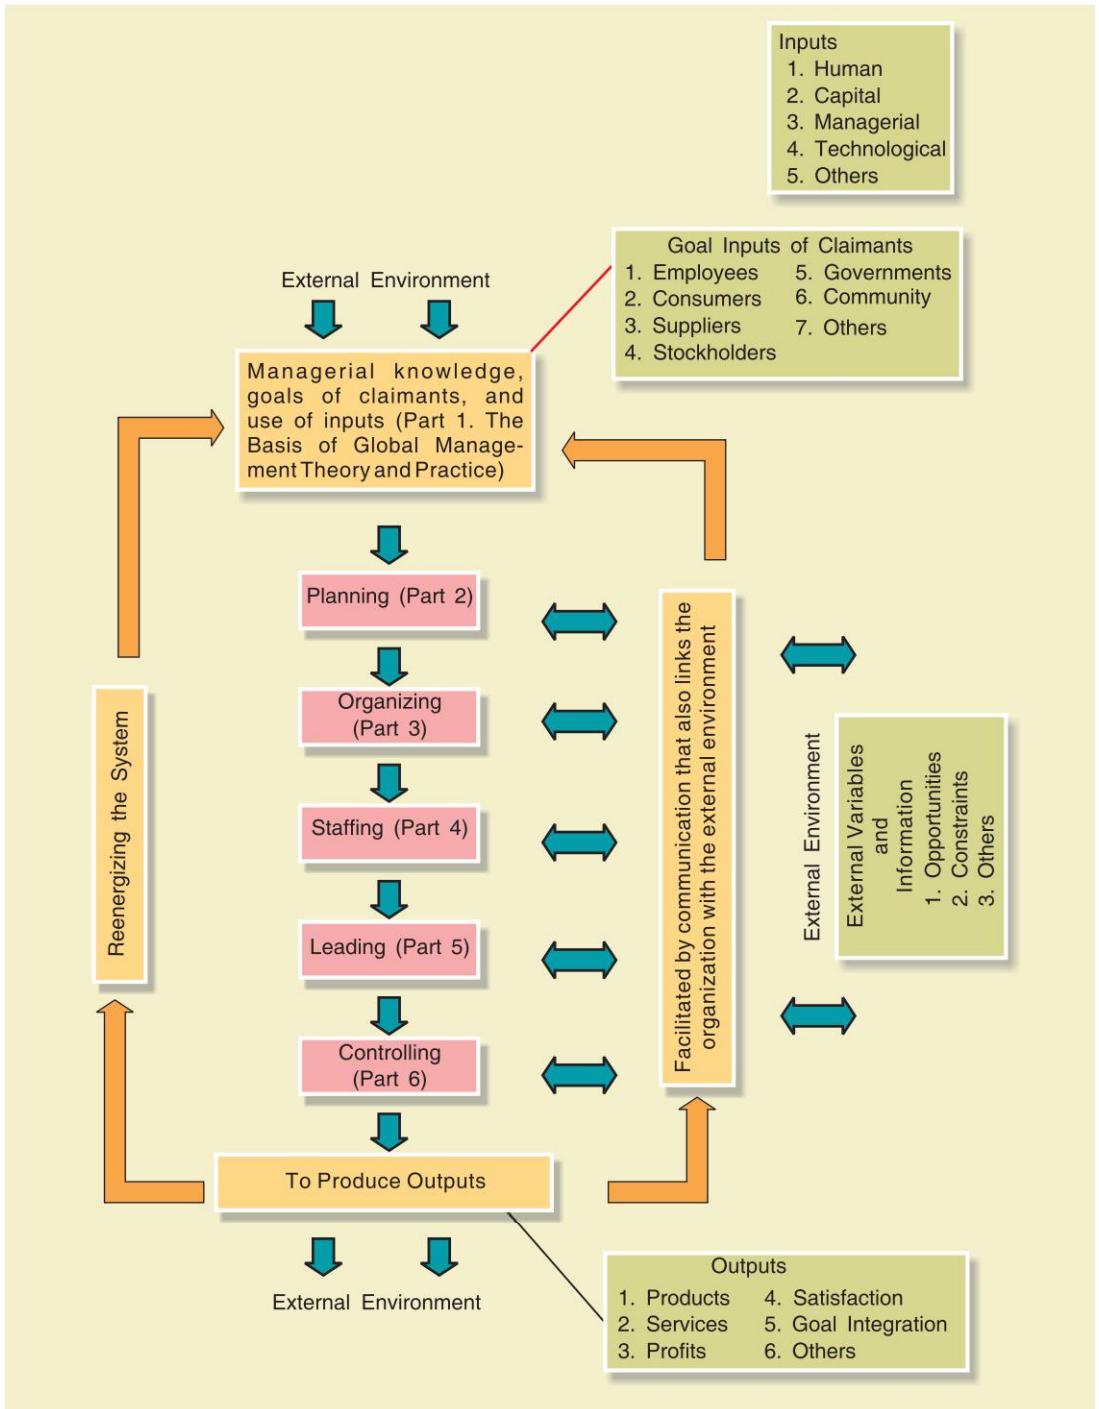 Inputs
1. Human
2. Capital
3. Managerial
4. Technological
5. Others
Goal Inputs of Claimants
1. Employees
2. Consumers
3. Suppliers
4. Stockholders
5. Governments
6. Community
7. Others
External Environment
Managerial knowledge,
goals of claimants, and
use of inputs (Part 1. The
Basis of Global Manage-
ment Theory and Practice)
Planning (Part 2)
Organizing
(Part 3)
Staffing (Part 4)
Leading (Part 5)
Controlling
(Part 6)
To Produce Outputs
External Environment
Reenergizing the System
Facilitated by communication that also links the
organization with the external environment
External Environment
External Variables
and
Information
1. Opportunities
2. Constraints
3. Others
Outputs
1. Products
2. Services
3. Profits
4. Satisfaction
5. Goal Integration
6. Others